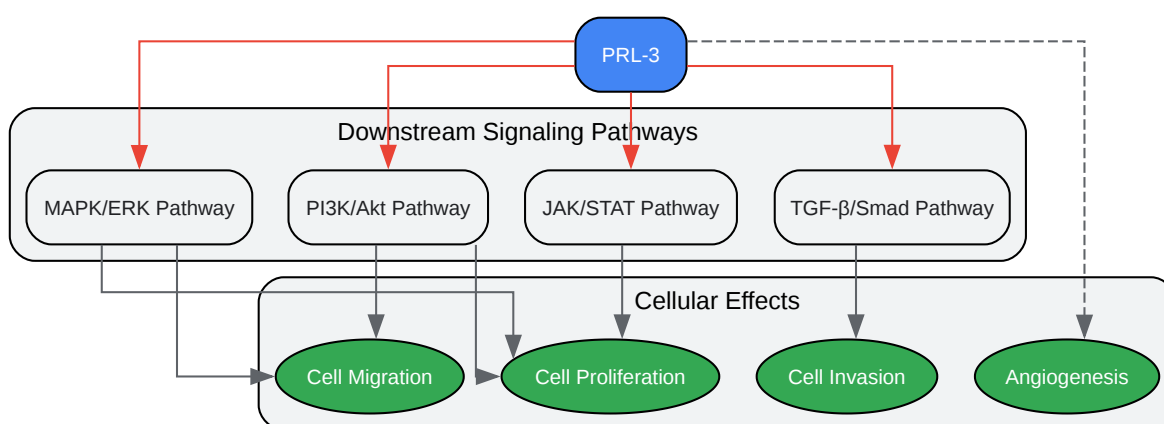 PRL-3
Downstream Signaling Pathways
MAPK/ERK Pathway
PI3K/Akt Pathway
JAK/STAT Pathway
TGF-β/Smad Pathway
Cellular Effects
Cell Migration
Cell Proliferation
Cell Invasion
Angiogenesis